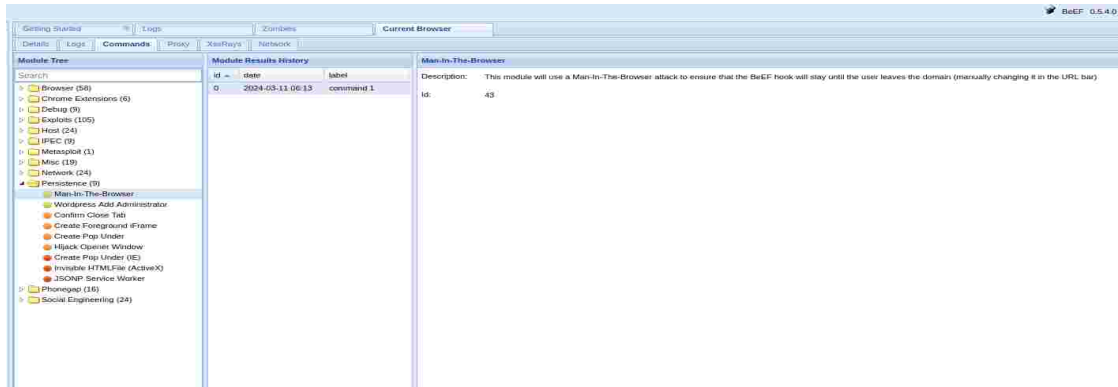 BeEF 0.5.4.0
Getting Started Logs Zombies Current Browser
Details Logs Commands Proxy XssRays Network
Module Tree
Search
Browser (58)
Chrome Extensions (6)
Debug (9)
Exploits (105)
Host (24)
IPEC (9)
Metasploit (1)
Misc (19)
Network (24)
Persistence (9)
Man-In-The-Browser
Wordpress Add Administrator
Confirm Close Tab
Create Foreground iFrame
Create Pop Under
Hijack Opener Window
Create Pop Under (IE)
Invisible HTMLFile (ActiveX)
JSONP Service Worker
Phonegap (16)
Social Engineering (24)
Module Results History
id date label
0 2024-03-11 06:13 command 1
Man-In-The-Browser
Description: This module will use a Man-In-The-Browser attack to ensure that the BeEF hook will stay until the user leaves the domain (manually changing it in the URL bar)
Id: 43